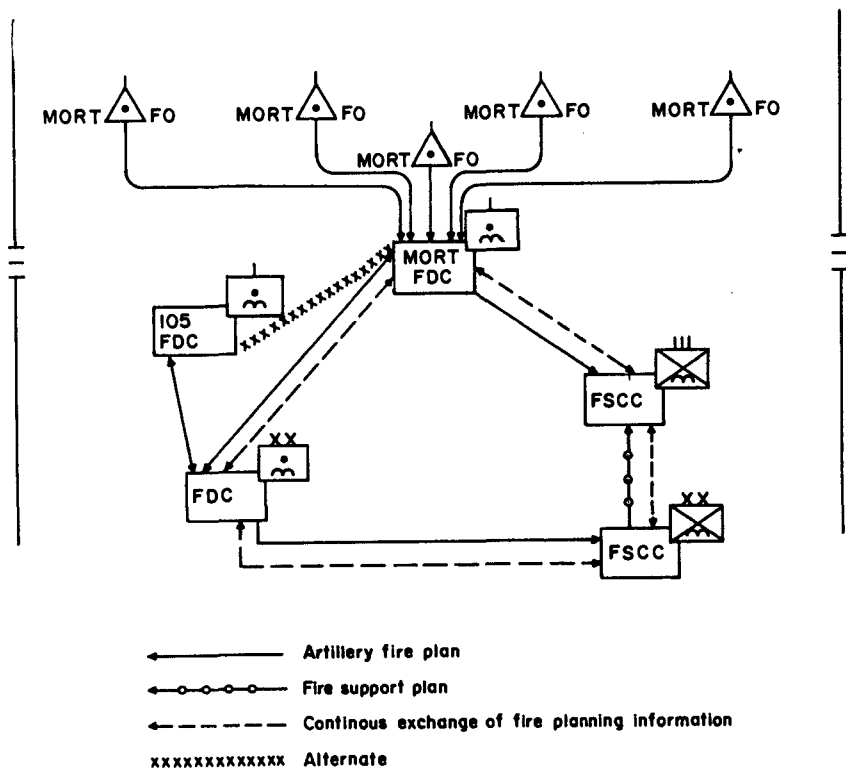 MORT FO
MORT FO
MORT FO
MORT FO
MORT FO
MORT
FDC
105
FDC
III
FSCC
XX
FDC
XX
FSCC
Artillery fire plan
Fire support plan
Continous exchange of fire planning information
xxxxxxxxxxxxx Alternate